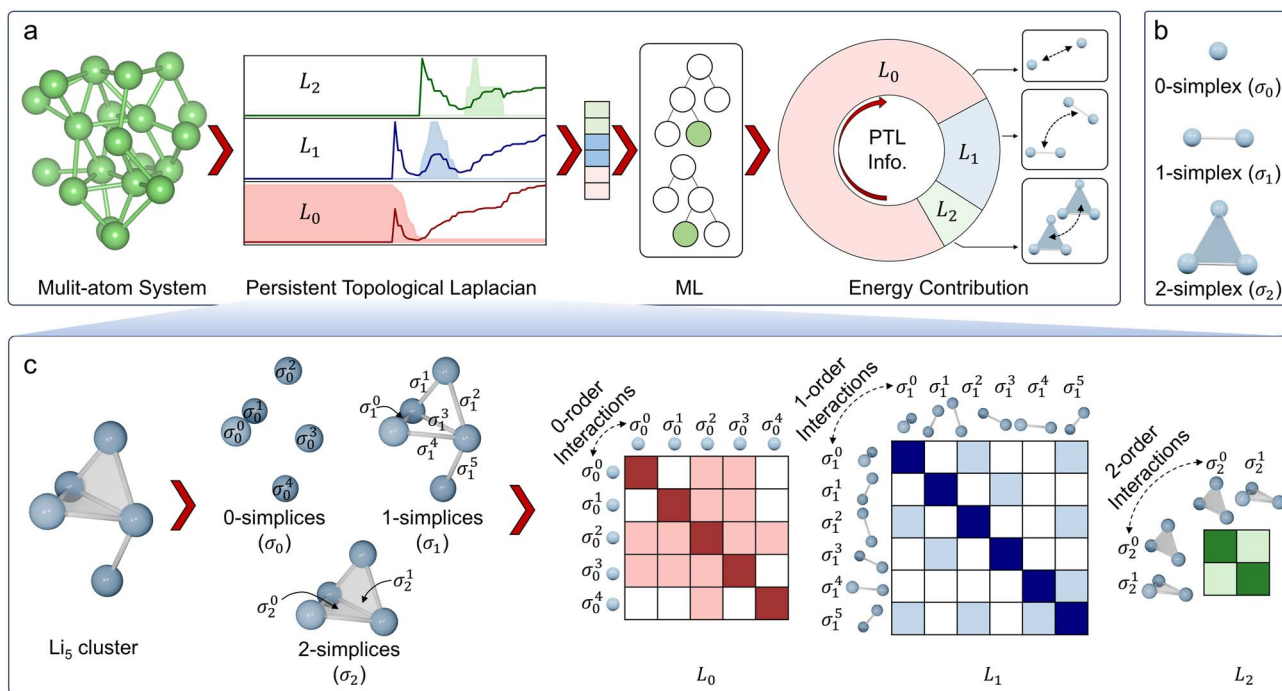 a
L₂
L₁
L₀
Mulit-atom System
Persistent Topological Laplacian
ML
L₀
L₁
L₂
PTL
Info.
Energy Contribution
b
0-simplex (σ₀)
1-simplex (σ₁)
2-simplex (σ₂)
c
Li₅ cluster
σ₀²
σ₀¹
σ₀⁰
σ₀³
σ₀⁴
0-simplices
(σ₀)
σ₁¹
σ₁²
σ₁⁰
σ₁³
σ₁⁴
σ₁⁵
1-simplices
(σ₁)
σ₂¹
σ₂⁰
2-simplices
(σ₂)
0-roder
Interactions
σ₀⁰ σ₀¹ σ₀² σ₀³ σ₀⁴
σ₀⁰
σ₀¹
σ₀²
σ₀³
σ₀⁴
L₀
1-order
Interactions
σ₁⁰ σ₁¹ σ₁² σ₁³ σ₁⁴ σ₁⁵
σ₁⁰
σ₁¹
σ₁²
σ₁³
σ₁⁴
σ₁⁵
L₁
2-order
Interactions
σ₂⁰ σ₂¹
σ₂⁰
σ₂¹
L₂